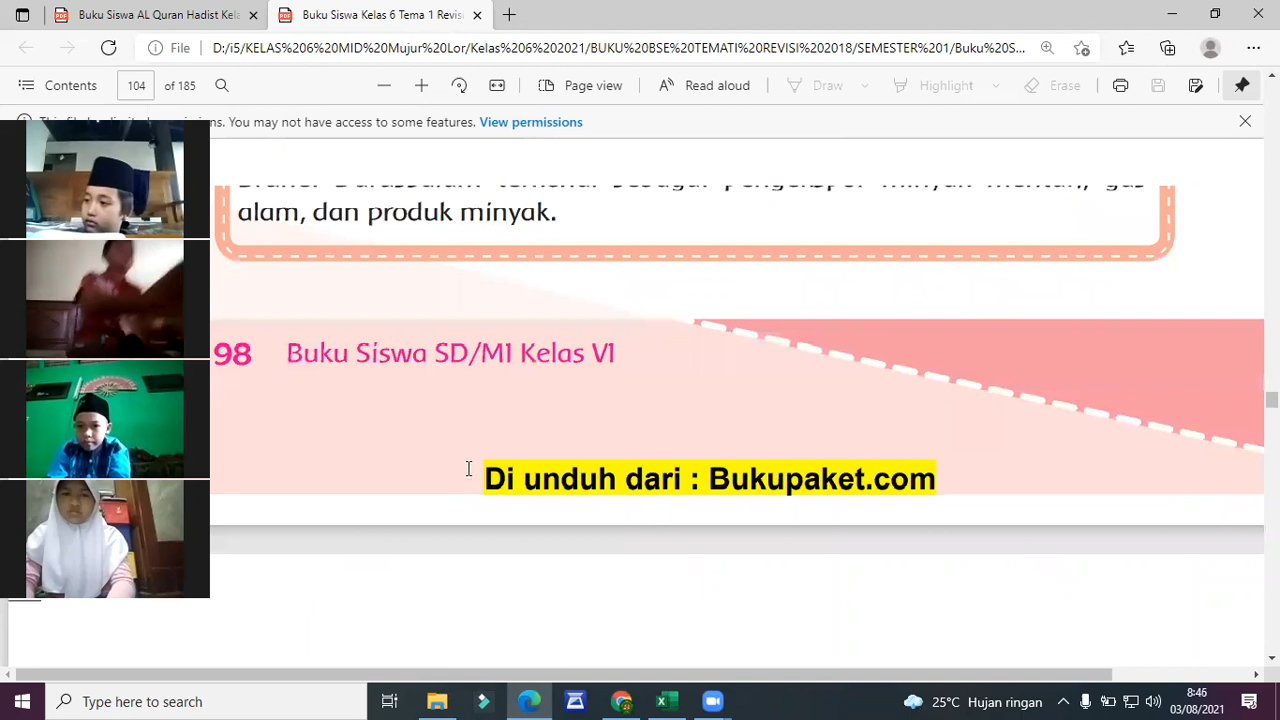 Buku Siswa AL Quran Hadil Kela
Buku Siswa Kelas 6 Tema 1 Revis
File
D:/i5/KELAS%206%20MID%20Mujur%20Lor/Kelas%206%202021/BUKU%20BSE%20TEMATI%20REVISI%202018/SEMESTER%201/Buku%20S...
Contents
104 of 185
Page view
Read aloud
Draw
Highlight
Erase
You may not have access to some features. View permissions
alam, dan produk minyak.
98 Buku Siswa SD/MI Kelas VI
Di unduh dari : Bukupaket.com
Type here to search
25°C Hujan ringan
8:46
03/08/2021